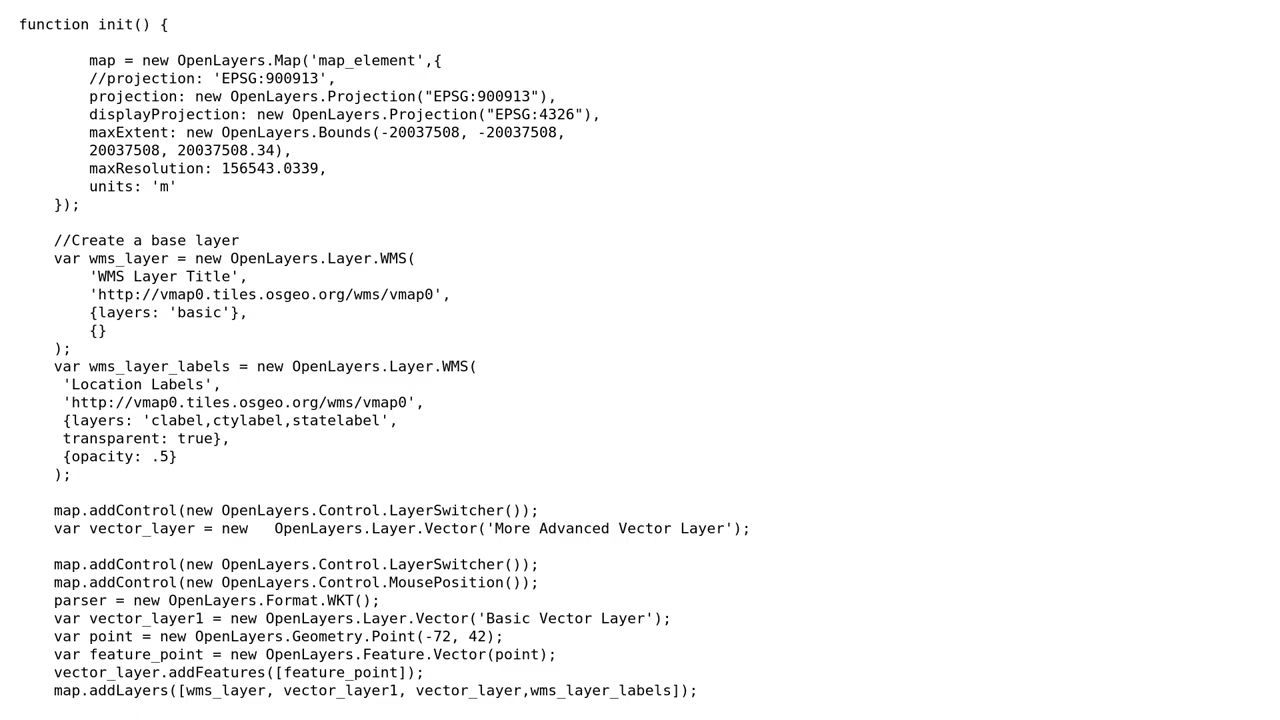 function init() {
map = new OpenLayers.Map('map_element',{
//projection: 'EPSG:900913',
projection: new OpenLayers.Projection("EPSG:900913"),
displayProjection: new OpenLayers.Projection("EPSG:4326"),
maxExtent: new OpenLayers.Bounds(-20037508, -20037508,
20037508, 20037508.34),
maxResolution: 156543.0339,
units: 'm'
});
//Create a base layer
var wms_layer = new OpenLayers.Layer.WMS(
'WMS Layer Title',
'http://vmap0.tiles.osgeo.org/wms/vmap0',
{layers: 'basic'},
{}
);
var wms_layer_labels = new OpenLayers.Layer.WMS(
'Location Labels',
'http://vmap0.tiles.osgeo.org/wms/vmap0',
{layers: 'clabel,ctylabel,statelabel',
transparent: true},
{opacity: .5}
);
map.addControl(new OpenLayers.Control.LayerSwitcher());
var vector_layer = new   OpenLayers.Layer.Vector('More Advanced Vector Layer');
map.addControl(new OpenLayers.Control.LayerSwitcher());
map.addControl(new OpenLayers.Control.MousePosition());
parser = new OpenLayers.Format.WKT();
var vector_layer1 = new OpenLayers.Layer.Vector('Basic Vector Layer');
var point = new OpenLayers.Geometry.Point(-72, 42);
var feature_point = new OpenLayers.Feature.Vector(point);
vector_layer.addFeatures([feature_point]);
map.addLayers([wms_layer, vector_layer1, vector_layer,wms_layer_labels]);